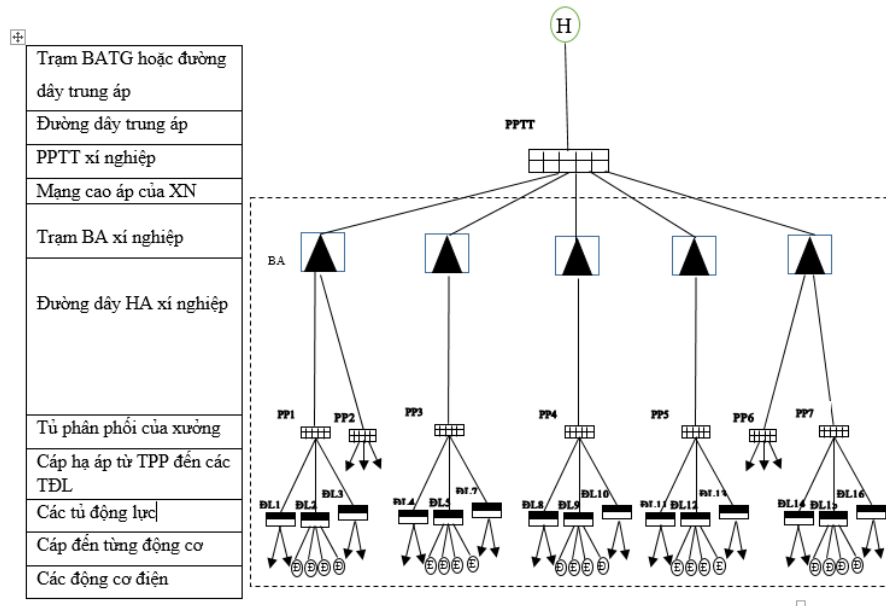 H
Trạm BATG hoặc đường
dây trung áp
Đường dây trung áp
PPTT
PPTT xí nghiệp
Mạng cao áp của XN
Trạm BA xí nghiệp
BA
Đường dây HA xí nghiệp
PP1 PP2 PP3 PP4 PP5 PP6 PP7
Tủ phân phối của xưởng
Cáp hạ áp từ TPP đến các
TĐL
ĐL1 ĐL2 ĐL3 ĐL4 ĐL5 ĐL7 ĐL8 ĐL9 ĐL10 ĐL11 ĐL12 ĐL13 ĐL14 ĐL15 ĐL16
Các tủ động lực
Cáp đến từng động cơ
Đ Đ Đ Đ Đ Đ Đ Đ Đ Đ Đ Đ Đ Đ Đ Đ Đ Đ Đ Đ
Các động cơ điện